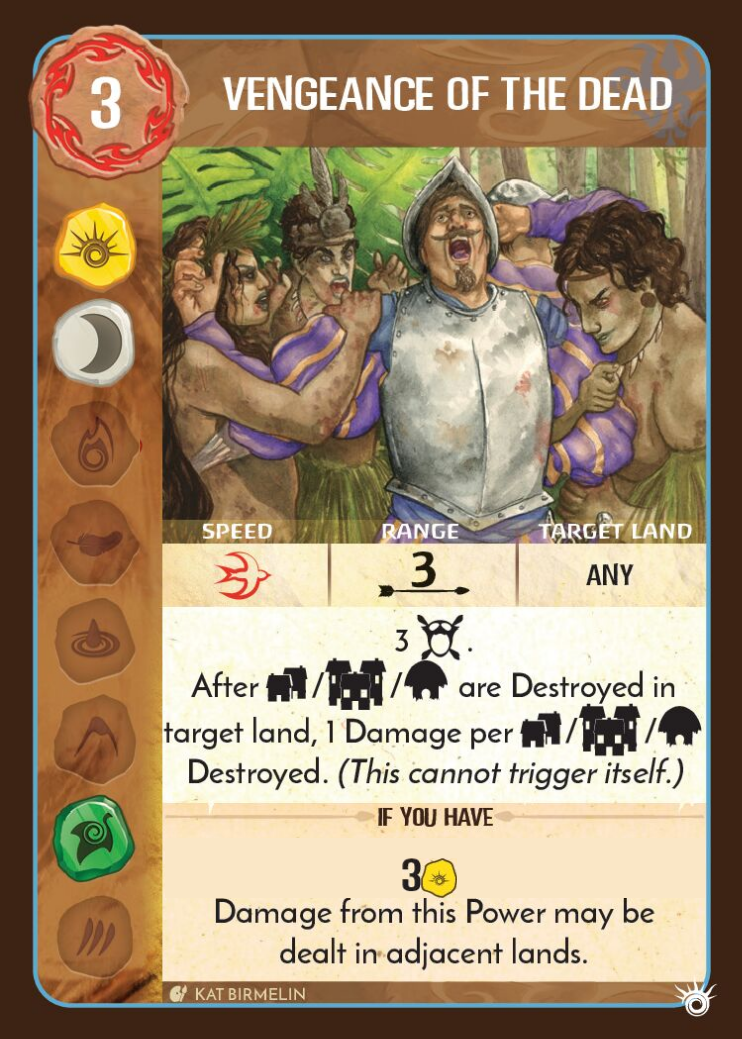 3
VENGEANCE OF THE DEAD
SPEED RANGE TARGET LAND
3 ANY
3 .
After / / are Destroyed in
target land, 1 Damage per / /
Destroyed. (This cannot trigger itself.)
IF YOU HAVE
3
Damage from this Power may be
dealt in adjacent lands.
KAT BIRMELIN